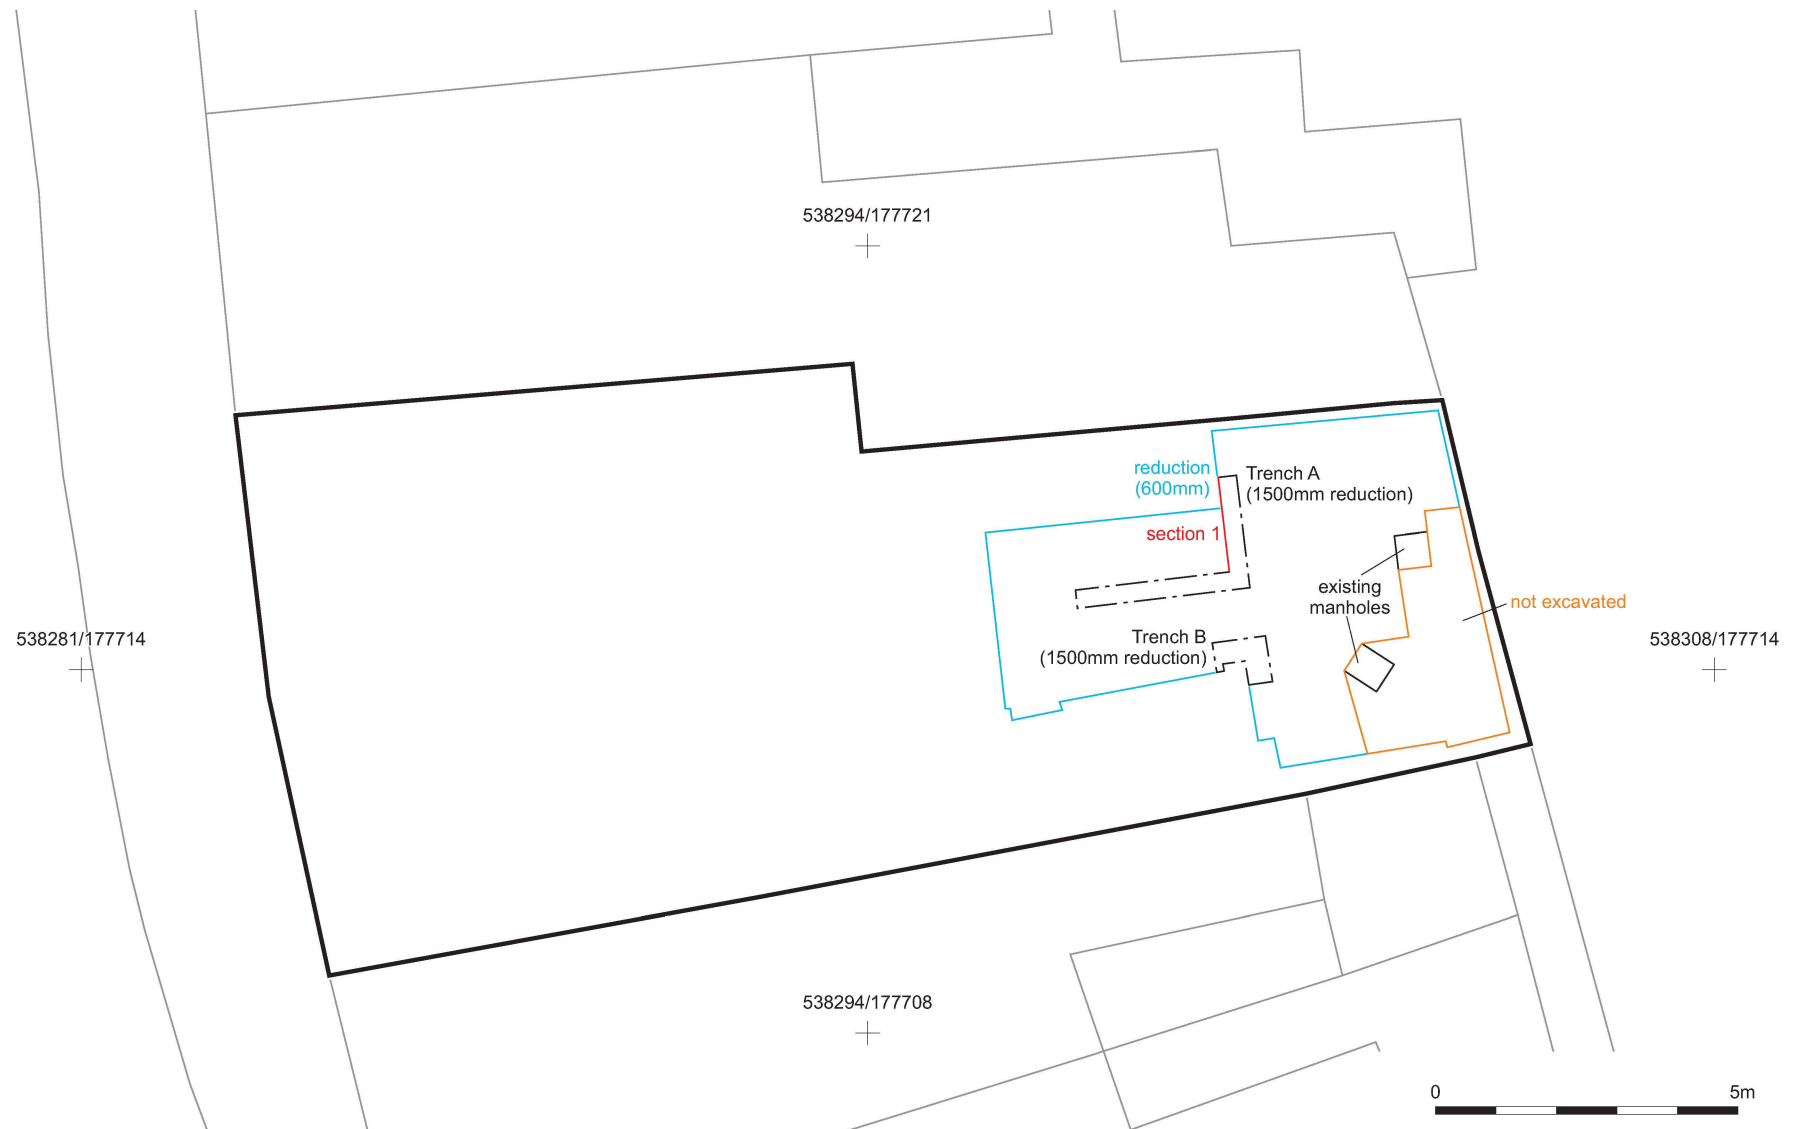 538294/177721
reduction
(600mm)
Trench A
(1500mm reduction)
section 1
existing
manholes
not excavated
538281/177714
Trench B
(1500mm reduction)
538308/177714
538294/177708
0 5m